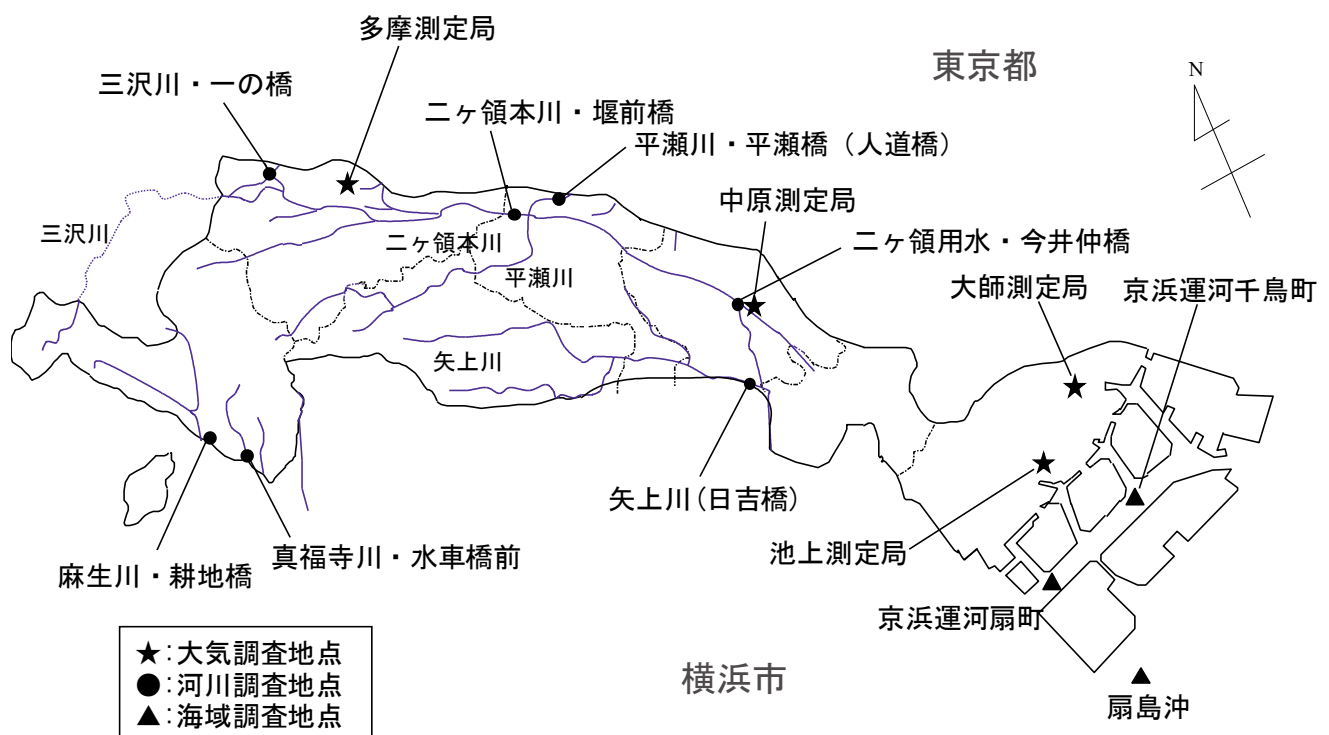 多摩測定局
東京都
三沢川・一の橋
N
二ヶ領本川・堰前橋
平瀬川・平瀬橋（人道橋）
中原測定局
三沢川
二ヶ領本川
二ヶ領用水・今井仲橋
平瀬川
大師測定局
京浜運河千鳥町
矢上川
矢上川(日吉橋)
池上測定局
真福寺川・水車橋前
麻生川・耕地橋
京浜運河扇町
★:大気調査地点
●:河川調査地点
▲:海域調査地点
横浜市
扇島沖